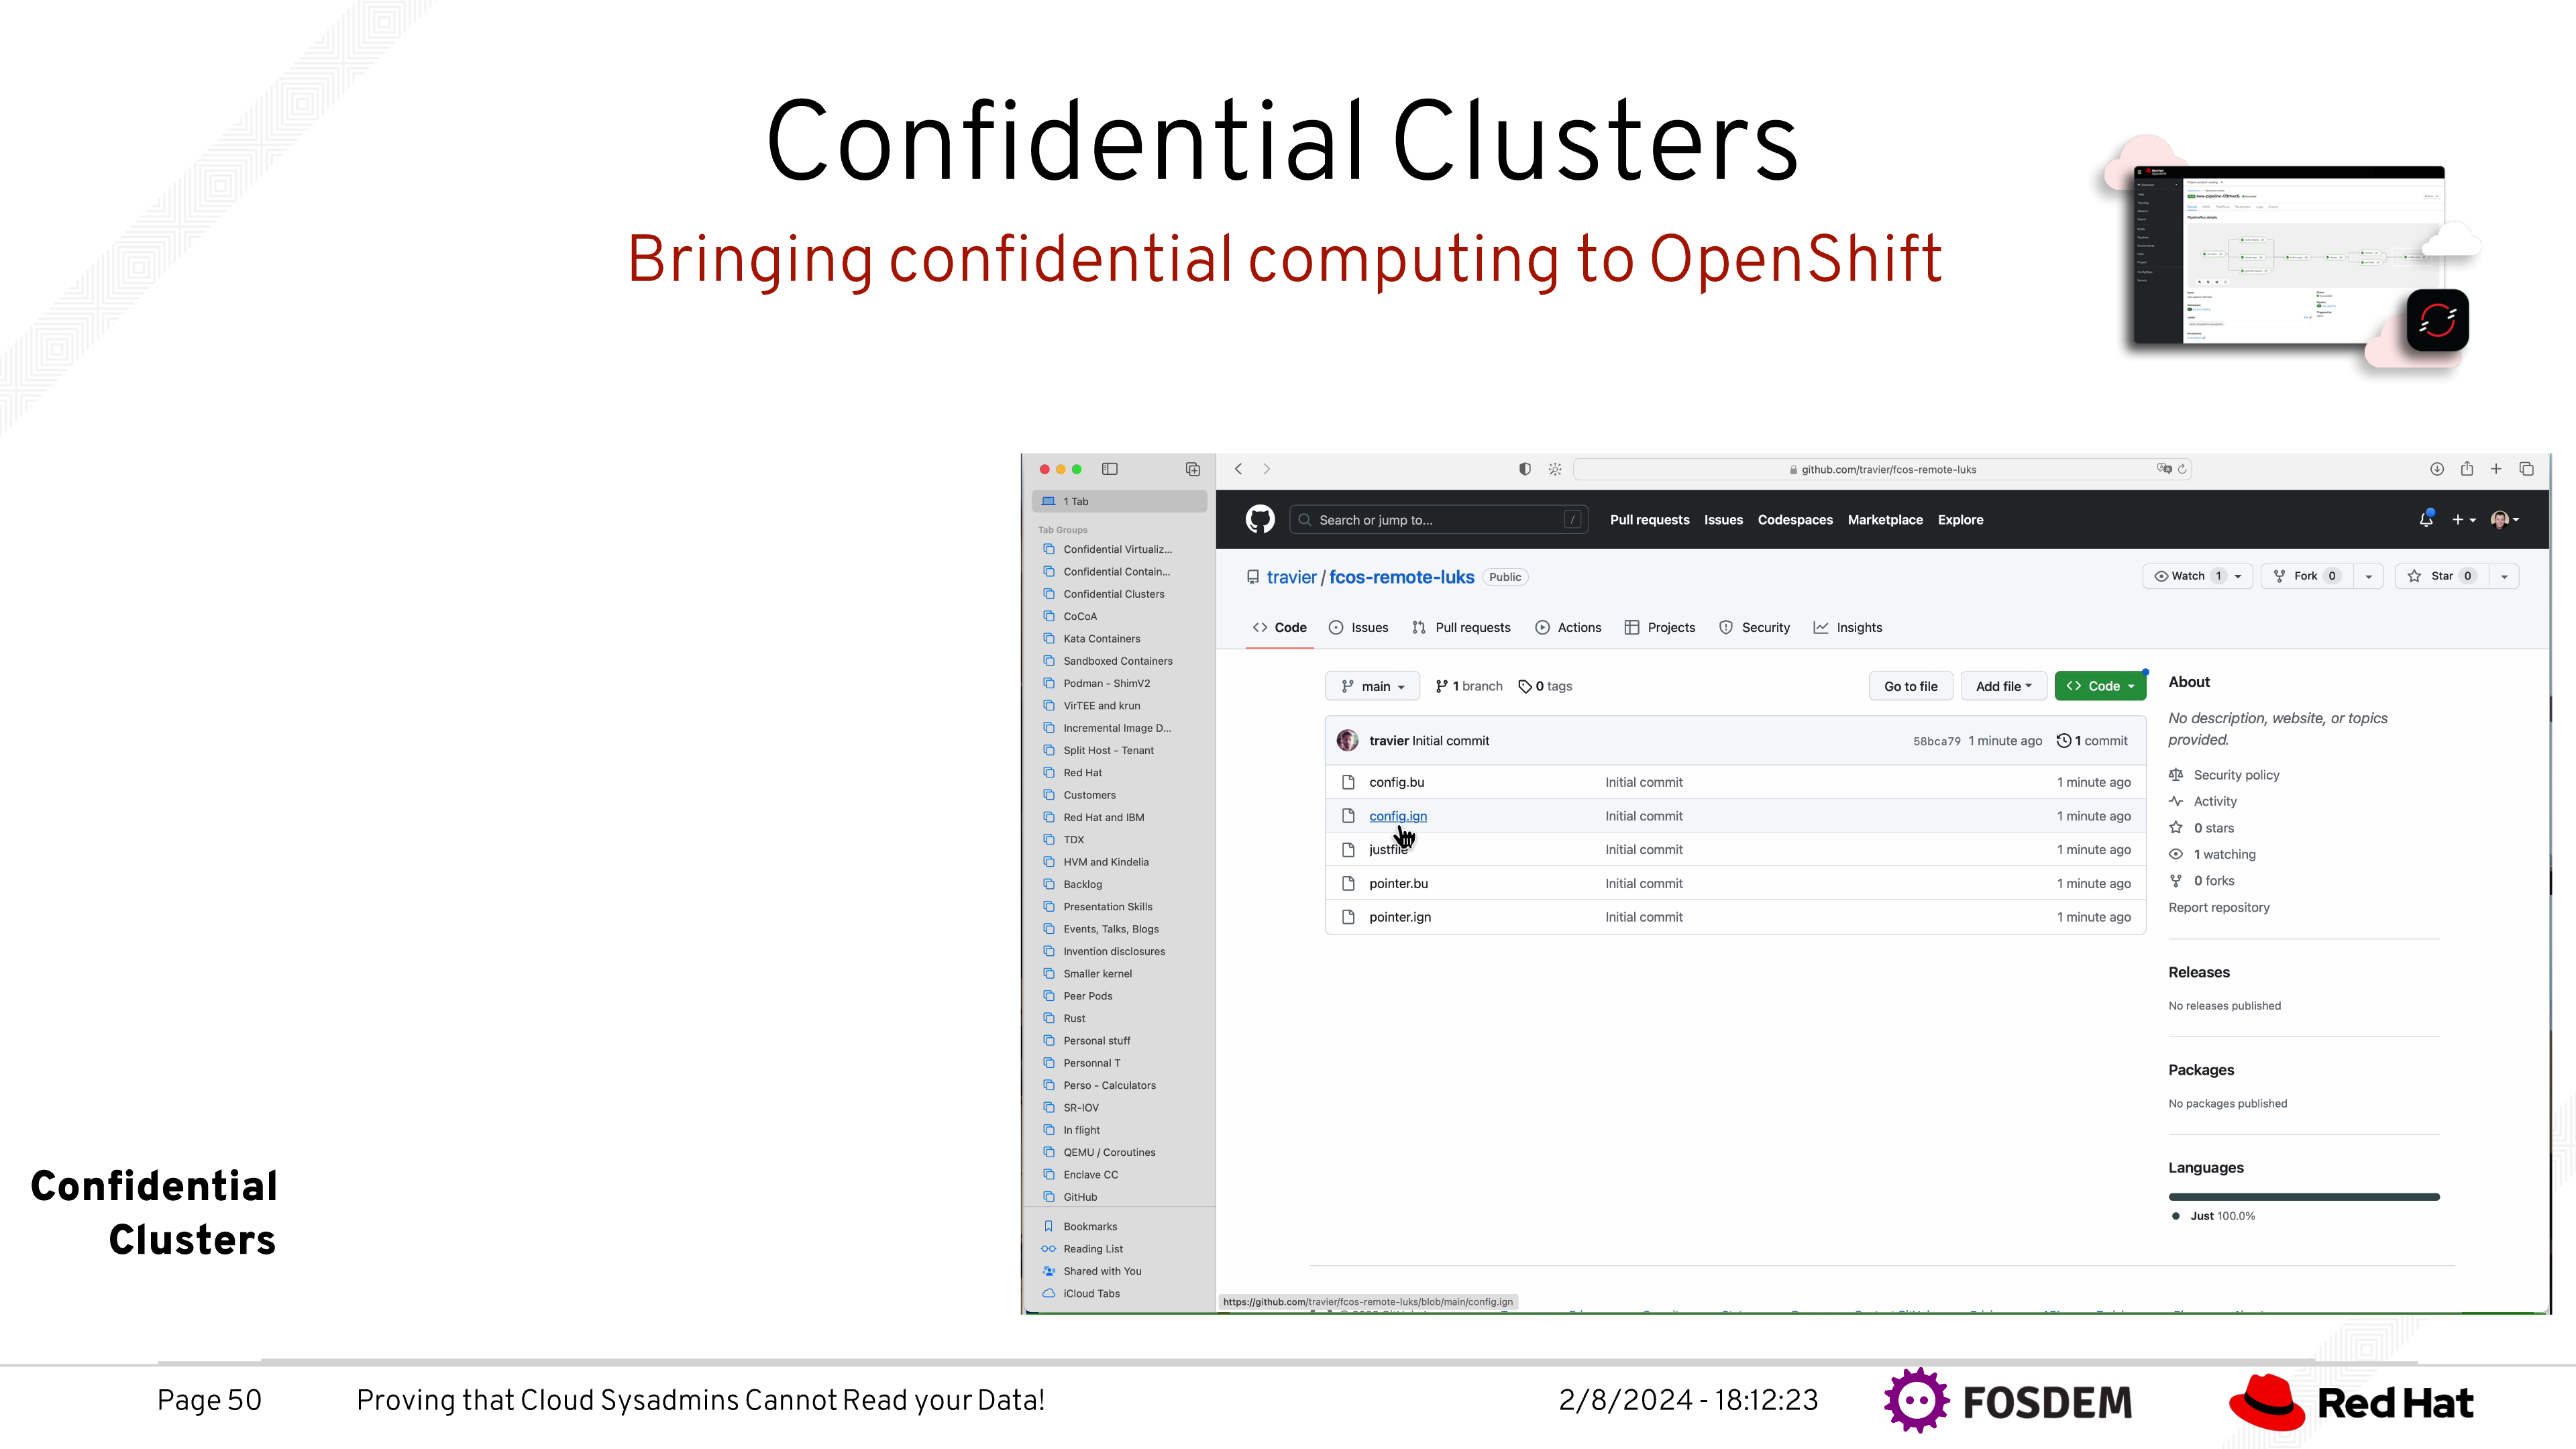 Confidential Clusters
Bringing confidential computing to OpenShift
1 Tab
Tab Groups
Confidential Virtualiz...
Confidential Contain...
Confidential Clusters
CoCoA
Kata Containers
Sandboxed Containers
Podman - ShimV2
VirTEE and krun
Incremental Image D...
Split Host - Tenant
Red Hat
Customers
Red Hat and IBM
TDX
HVM and Kindelia
Backlog
Presentation Skills
Events, Talks, Blogs
Invention disclosures
Smaller kernel
Peer Pods
Rust
Personal stuff
Personnal T
Perso - Calculators
SR-IOV
In flight
QEMU / Coroutines
Enclave CC
GitHub
Bookmarks
Reading List
Shared with You
iCloud Tabs
github.com/travier/fcos-remote-luks
Search or jump to... / Pull requests Issues Codespaces Marketplace Explore
travier / fcos-remote-luks Public Watch 1 Fork 0 Star 0
Code Issues Pull requests Actions Projects Security Insights
main 1 branch 0 tags Go to file Add file Code
travier Initial commit 58bca79 1 minute ago 1 commit
config.bu Initial commit 1 minute ago
config.ign Initial commit 1 minute ago
justfile Initial commit 1 minute ago
pointer.bu Initial commit 1 minute ago
pointer.ign Initial commit 1 minute ago
About
No description, website, or topics
provided.
Security policy
Activity
0 stars
1 watching
0 forks
Report repository
Releases
No releases published
Packages
No packages published
Languages
Just 100.0%
https://github.com/travier/fcos-remote-luks/blob/main/config.ign
Confidential
Clusters
Page 50 Proving that Cloud Sysadmins Cannot Read your Data! 2/8/2024 - 18:12:23 FOSDEM Red Hat